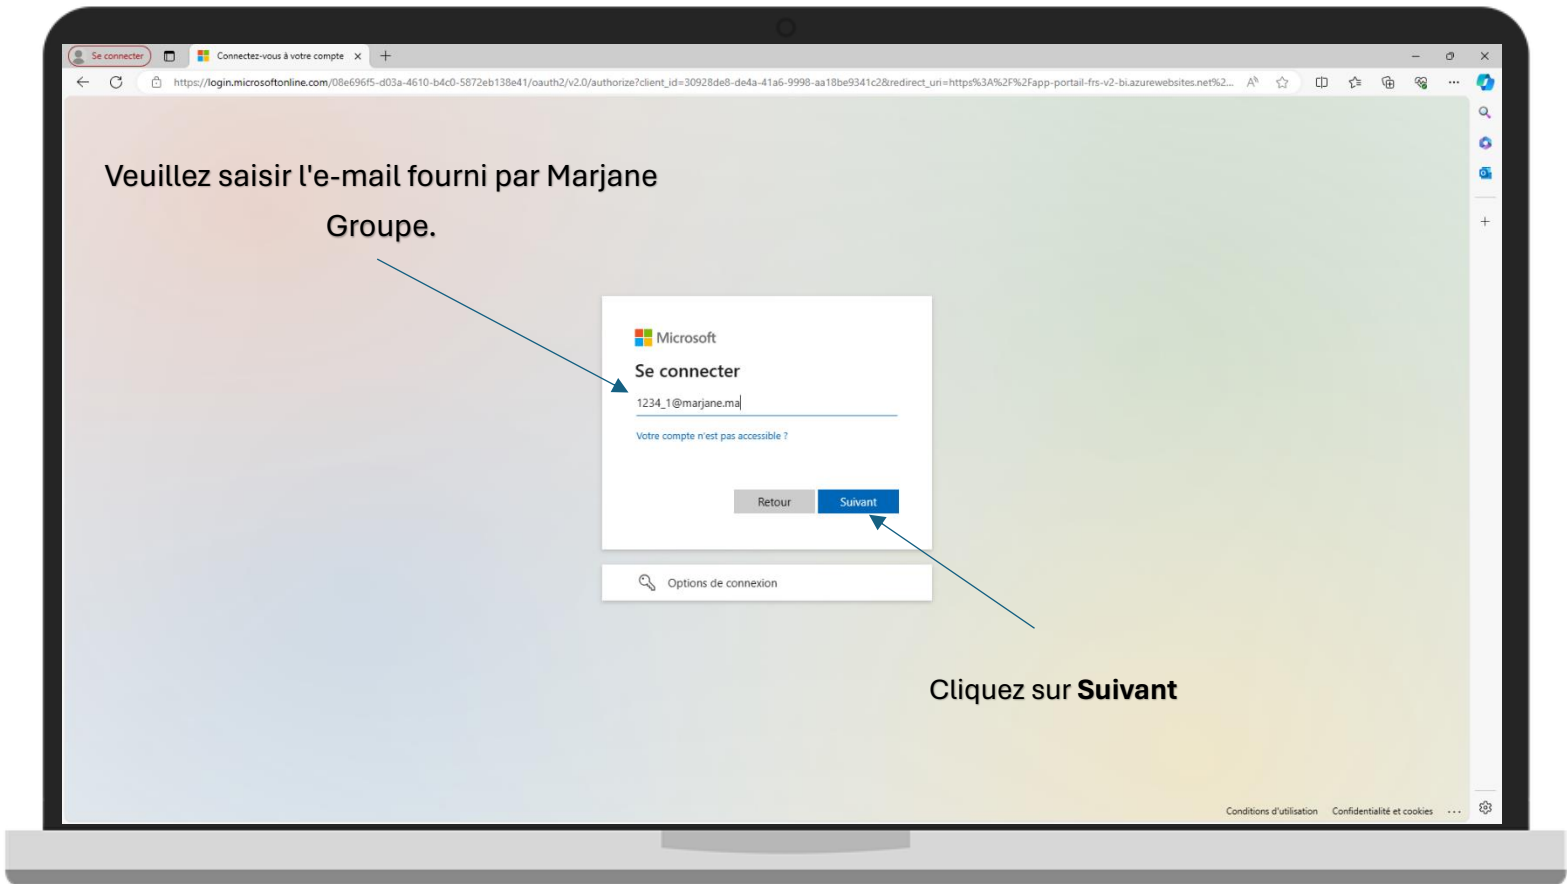 Se connecter
Connectez-vous à votre compte
https://login.microsoftonline.com/08e696f5-d03a-4610-b4c0-5872eb138e41/oauth2/v2.0/authorize?client_id=30928de8-de4a-41a6-9998-aa18be9341c2&redirect_uri=https%3A%2F%2Fapp-portail-frs-v2-bi.azurewebsites.net%2...
Veuillez saisir l'e-mail fourni par Marjane
Groupe.
Microsoft
Se connecter
1234_1@marjane.ma
Votre compte n'est pas accessible ?
Retour
Suivant
Options de connexion
Cliquez sur Suivant
Conditions d'utilisation
Confidentialité et cookies
...